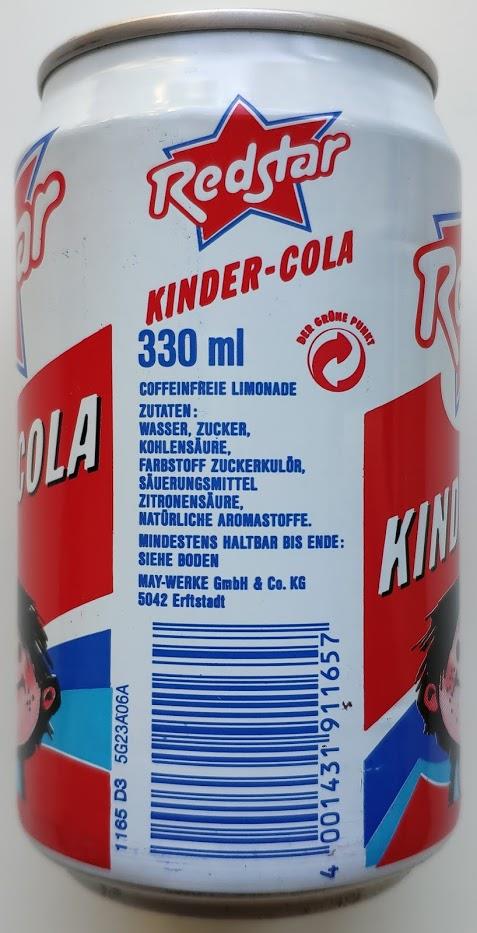 Redstar
KINDER-COLA
330 ml
DER GRÜNE PUNKT
COFFEINFREIE LIMONADE
ZUTATEN:
WASSER, ZUCKER,
KOHLENSÄURE,
FARBSTOFF ZUCKERKULÖR,
SÄUERUNGSMITTEL
ZITRONENSÄURE,
NATÜRLICHE AROMASTOFFE.
MINDESTENS HALTBAR BIS ENDE:
SIEHE BODEN
MAY-WERKE GmbH & Co. KG
5042 Erftstadt
1165 D3 5G23A06A
4 001431 911657
ar
COLA
R
KIND